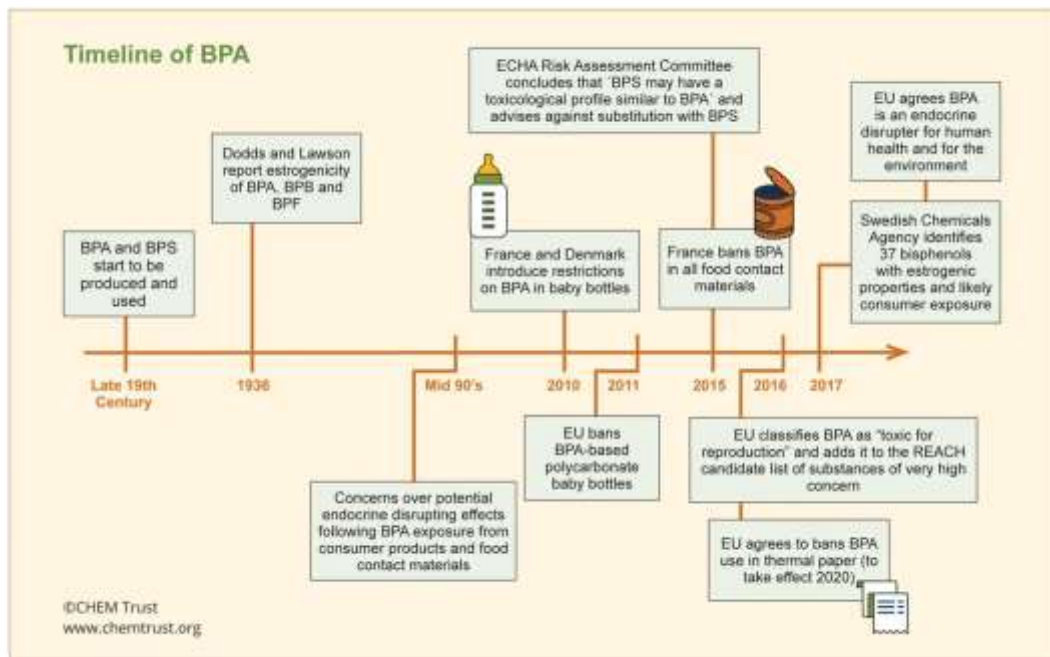 Timeline of BPA
ECHA Risk Assessment Committee
concludes that ´BPS may have a
toxicological profile similar to BPA´ and
advises against substitution with BPS
EU agrees BPA
is an endocrine
disrupter for human
health and for the
environment
Dodds and Lawson
report estrogenicity
of BPA, BPB and
BPF
BPA and BPS
start to be
produced and
used
France and Denmark
introduce restrictions
on BPA in baby bottles
France bans BPA
in all food contact
materials
Swedish Chemicals
Agency identifies
37 bisphenols
with estrogenic
properties and likely
consumer exposure
Late 19th
Century
1936
Mid 90's
2010
2011
2015
2016
2017
Concerns over potential
endocrine disrupting effects
following BPA exposure from
consumer products and food
contact materials
EU bans
BPA-based
polycarbonate
baby bottles
EU classifies BPA as "toxic for
reproduction" and adds it to the REACH
candidate list of substances of very high
concern
EU agrees to bans BPA
use in thermal paper (to
take effect 2020)
©CHEM Trust
www.chemtrust.org